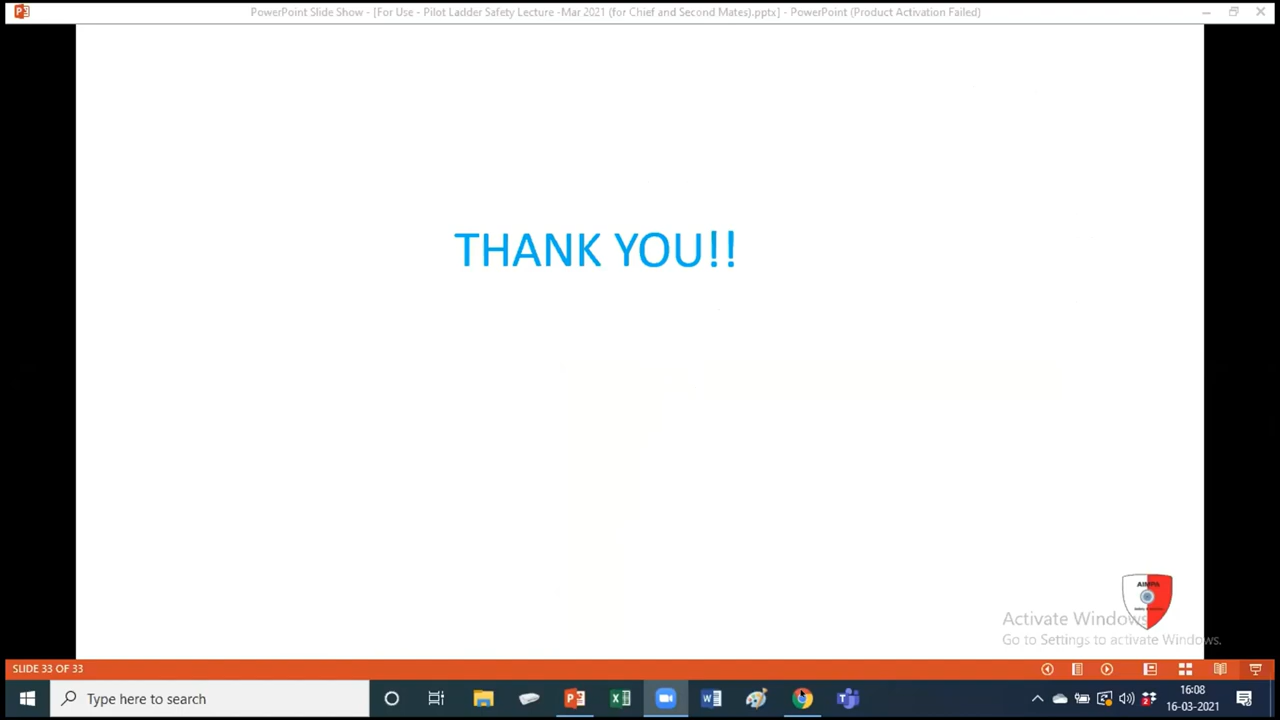 PowerPoint Slide Show - [For Use - Pilot Ladder Safety Lecture -Mar 2021 (for Chief and Second Mates).pptx] - PowerPoint (Product Activation Failed)
THANK YOU!!
AIMPA
Activate Windows
Go to Settings to activate Windows.
SLIDE 33 OF 33
Type here to search
16:08
16-03-2021
2